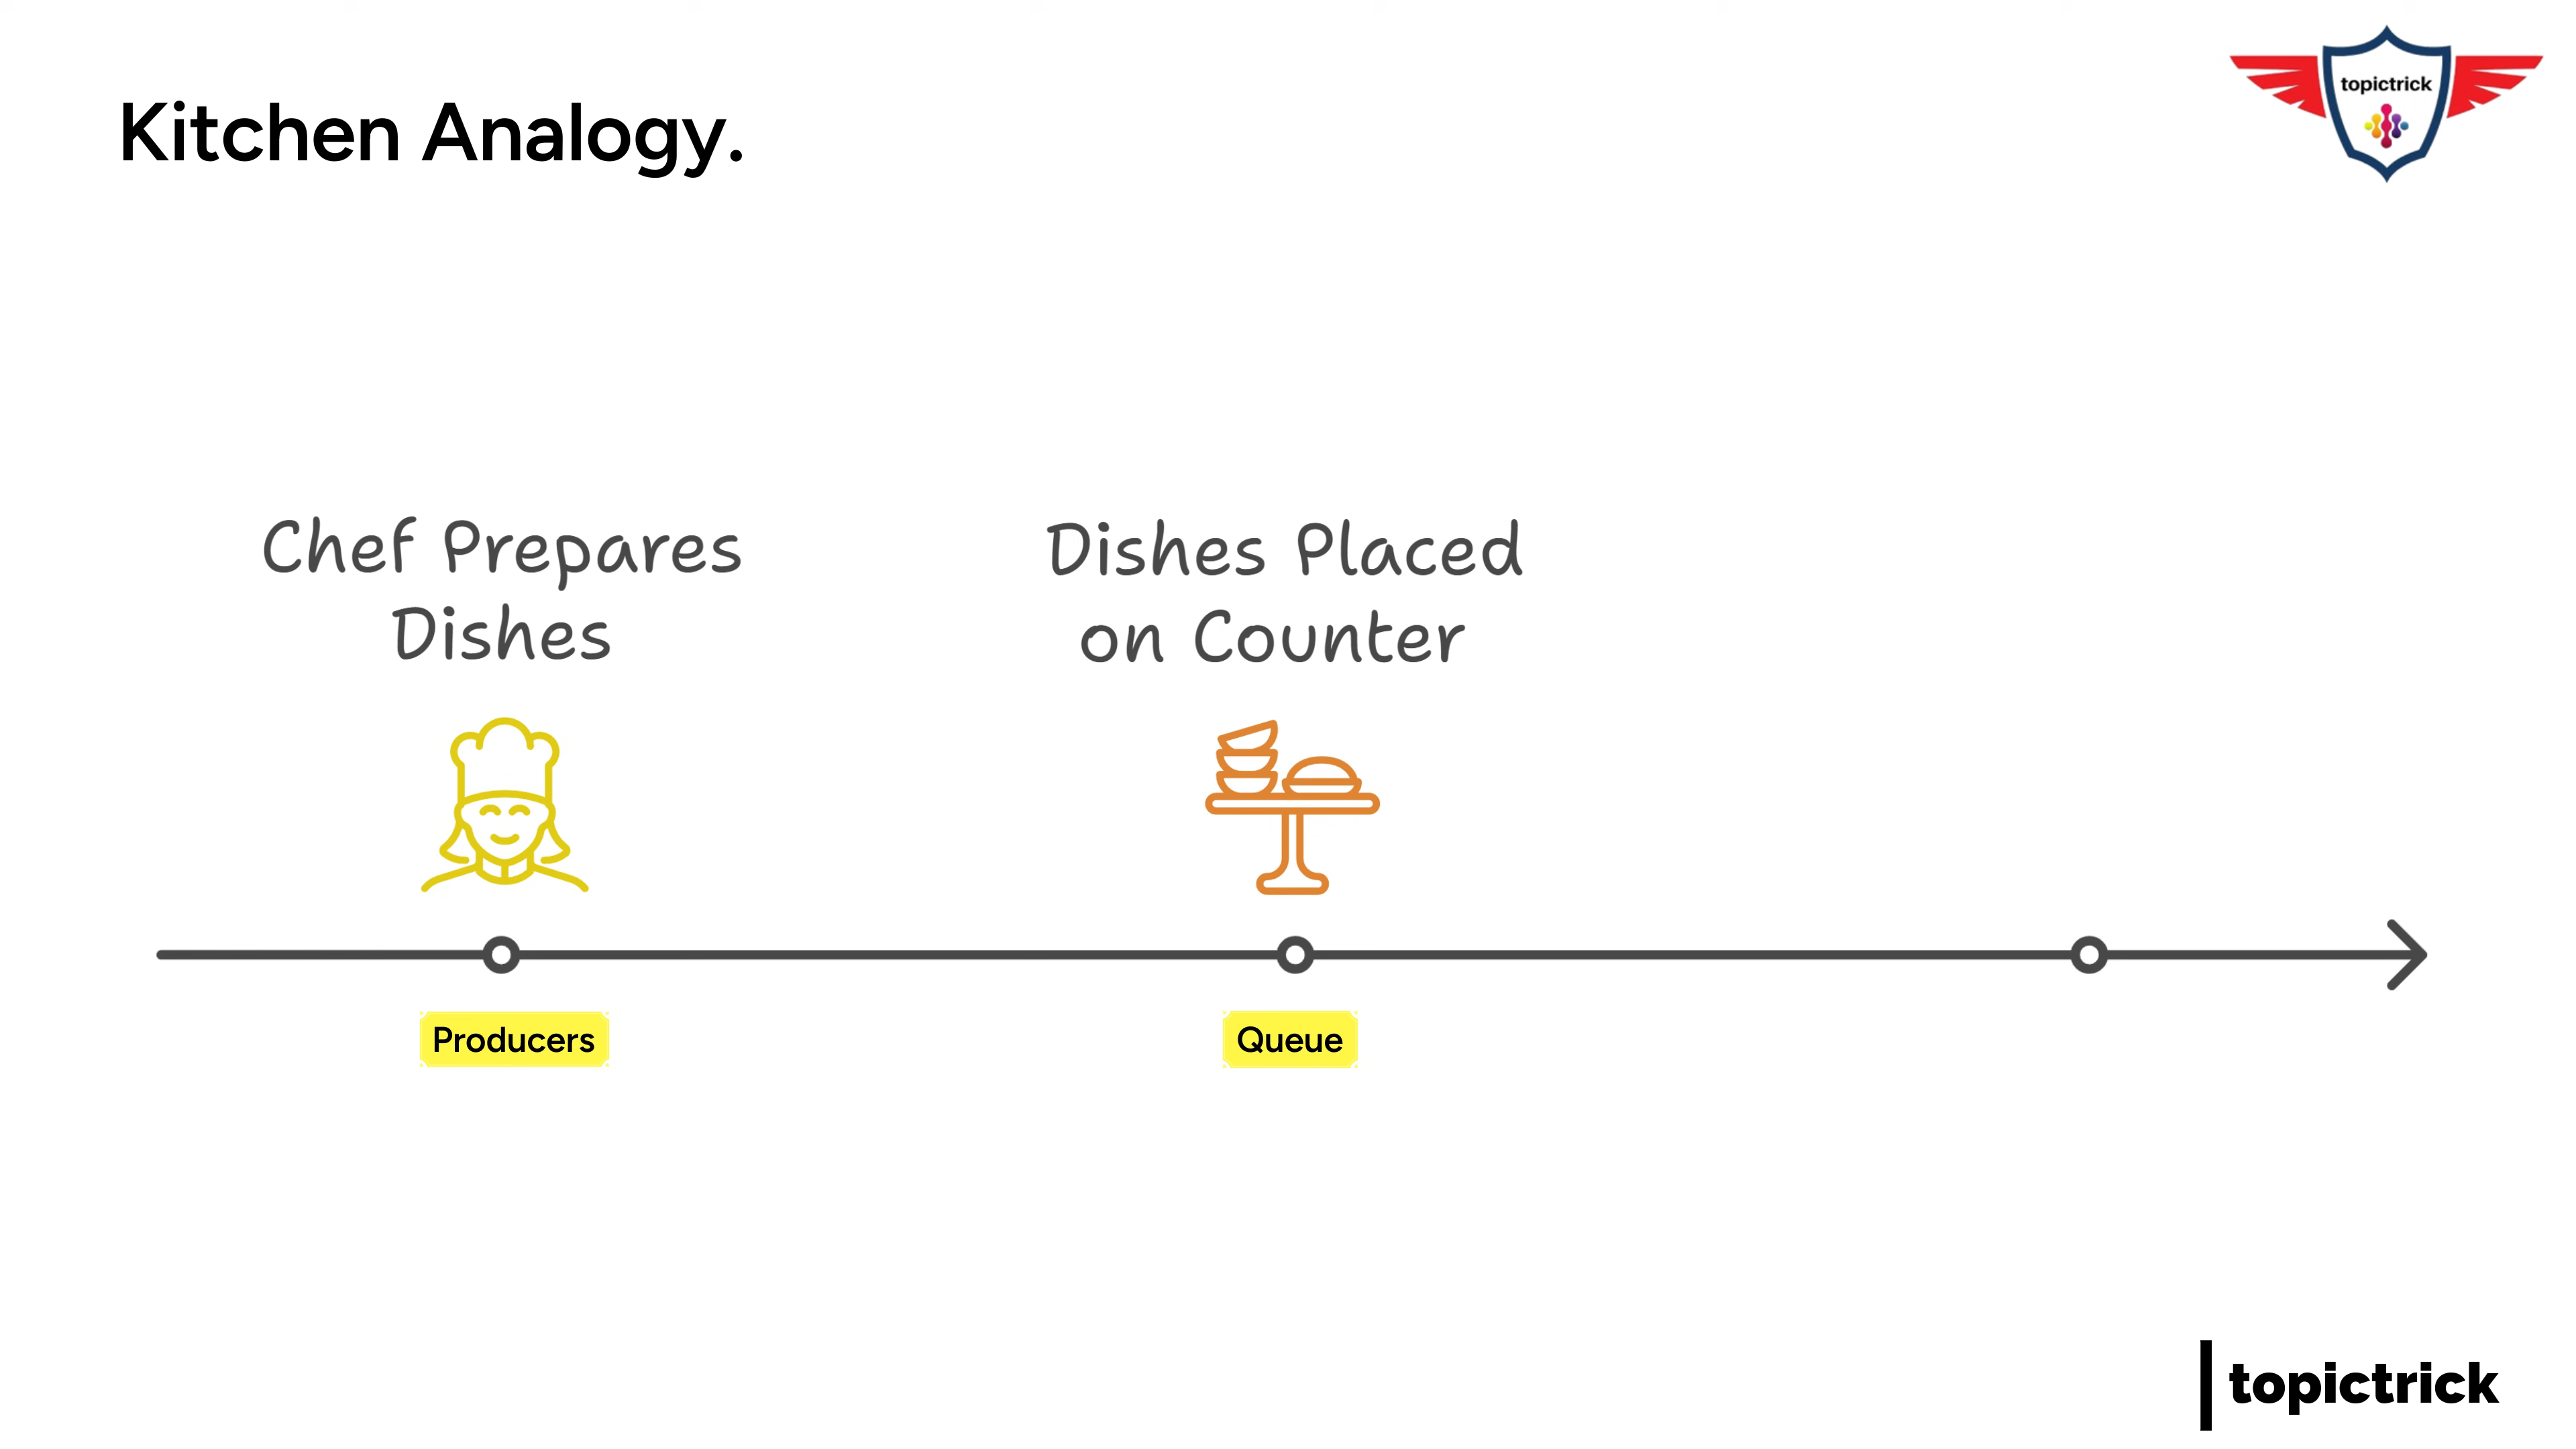 topictrick
Kitchen Analogy.
Chef Prepares
Dishes
Dishes Placed
on Counter
Producers
Queue
topictrick